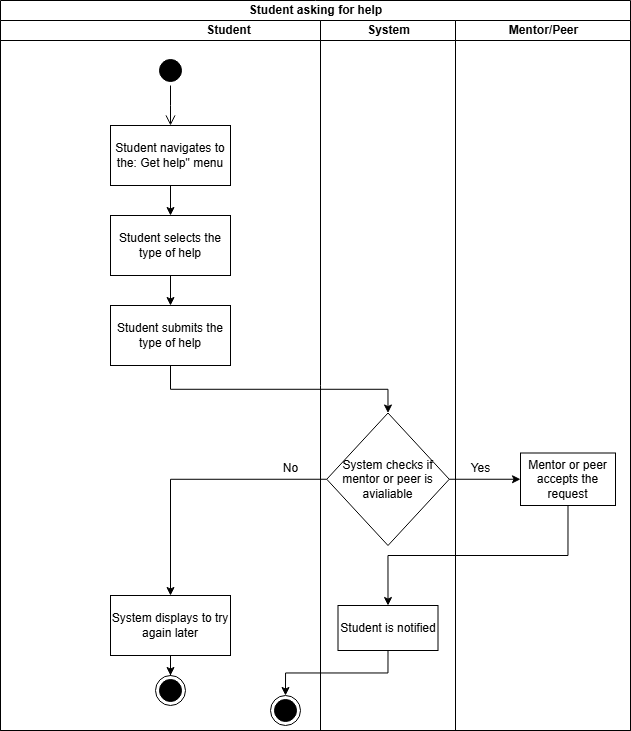 Student asking for help
Student
System
Mentor/Peer
Student navigates to
the: Get help" menu
Student selects the
type of help
Student submits the
type of help
No
System checks if
mentor or peer is
avialiable
Yes
Mentor or peer
accepts the
request
System displays to try
again later
Student is notified